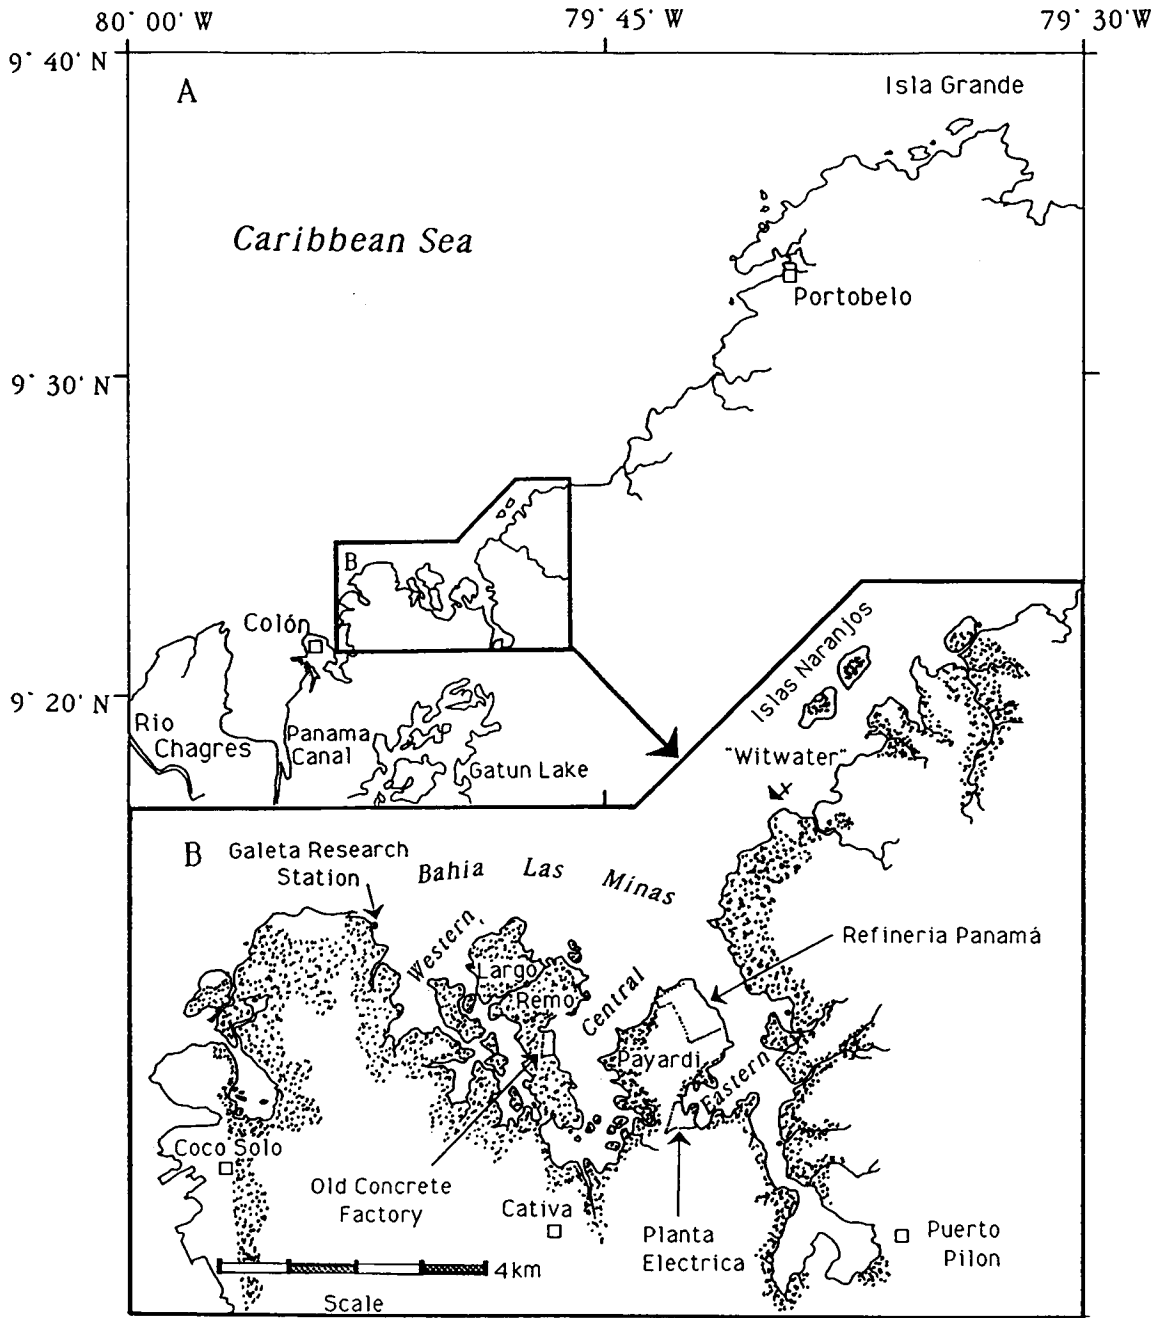 80° 00' W
79° 45' W
79° 30' W
9° 40' N
A
Isla Grande
Caribbean Sea
Portobelo
9° 30' N
B
Colón
9° 20' N
Rio
Chagres
Panama
Canal
Gatun Lake
Islas Naranjos
"Witwater"
B
Galeta Research
Station
Bahia Las Minas
Western
Largo
Remo
Central
Refineria Panamá
Payardi
Eastern
Coco Solo
Old Concrete
Factory
Cativa
Planta
Electrica
Puerto
Pilon
4 km
Scale